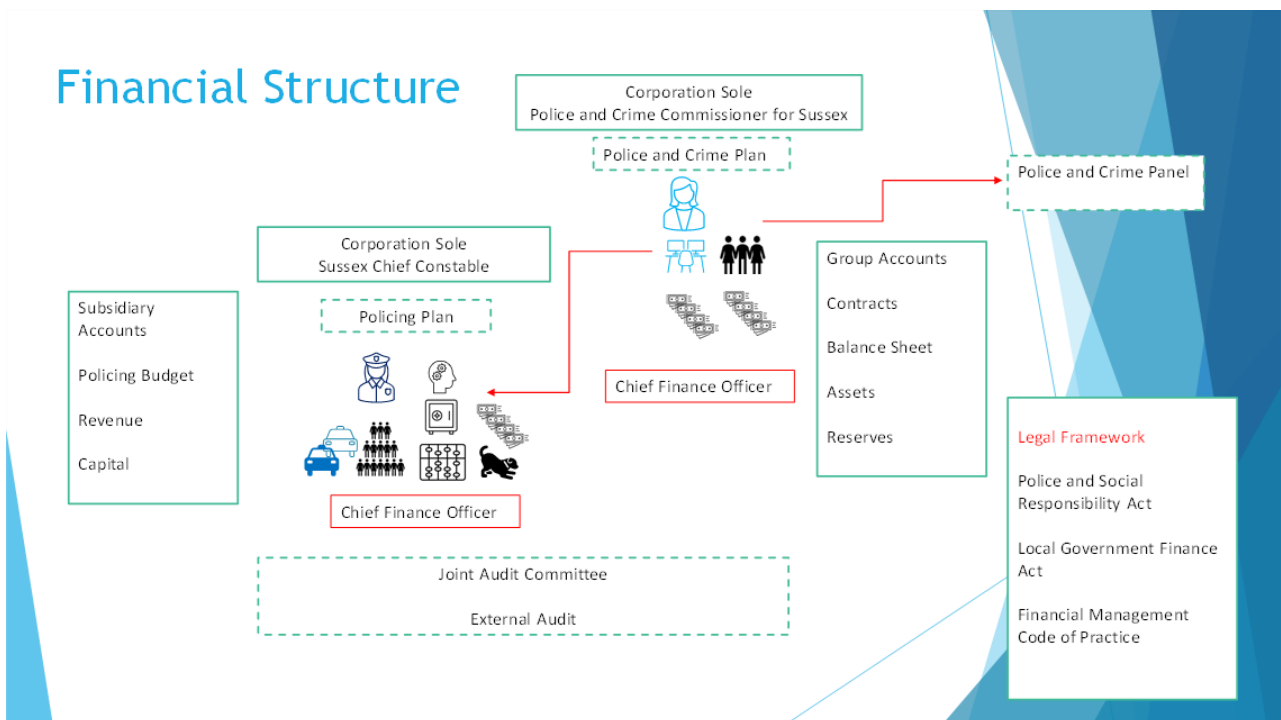 Financial Structure
Corporation Sole
Police and Crime Commissioner for Sussex
Police and Crime Plan
Police and Crime Panel
Corporation Sole
Sussex Chief Constable
Policing Plan
Subsidiary
Accounts
Policing Budget
Revenue
Capital
Group Accounts
Contracts
Balance Sheet
Assets
Reserves
Chief Finance Officer
Chief Finance Officer
Legal Framework
Police and Social
Responsibility Act
Local Government Finance
Act
Financial Management
Code of Practice
Joint Audit Committee
External Audit